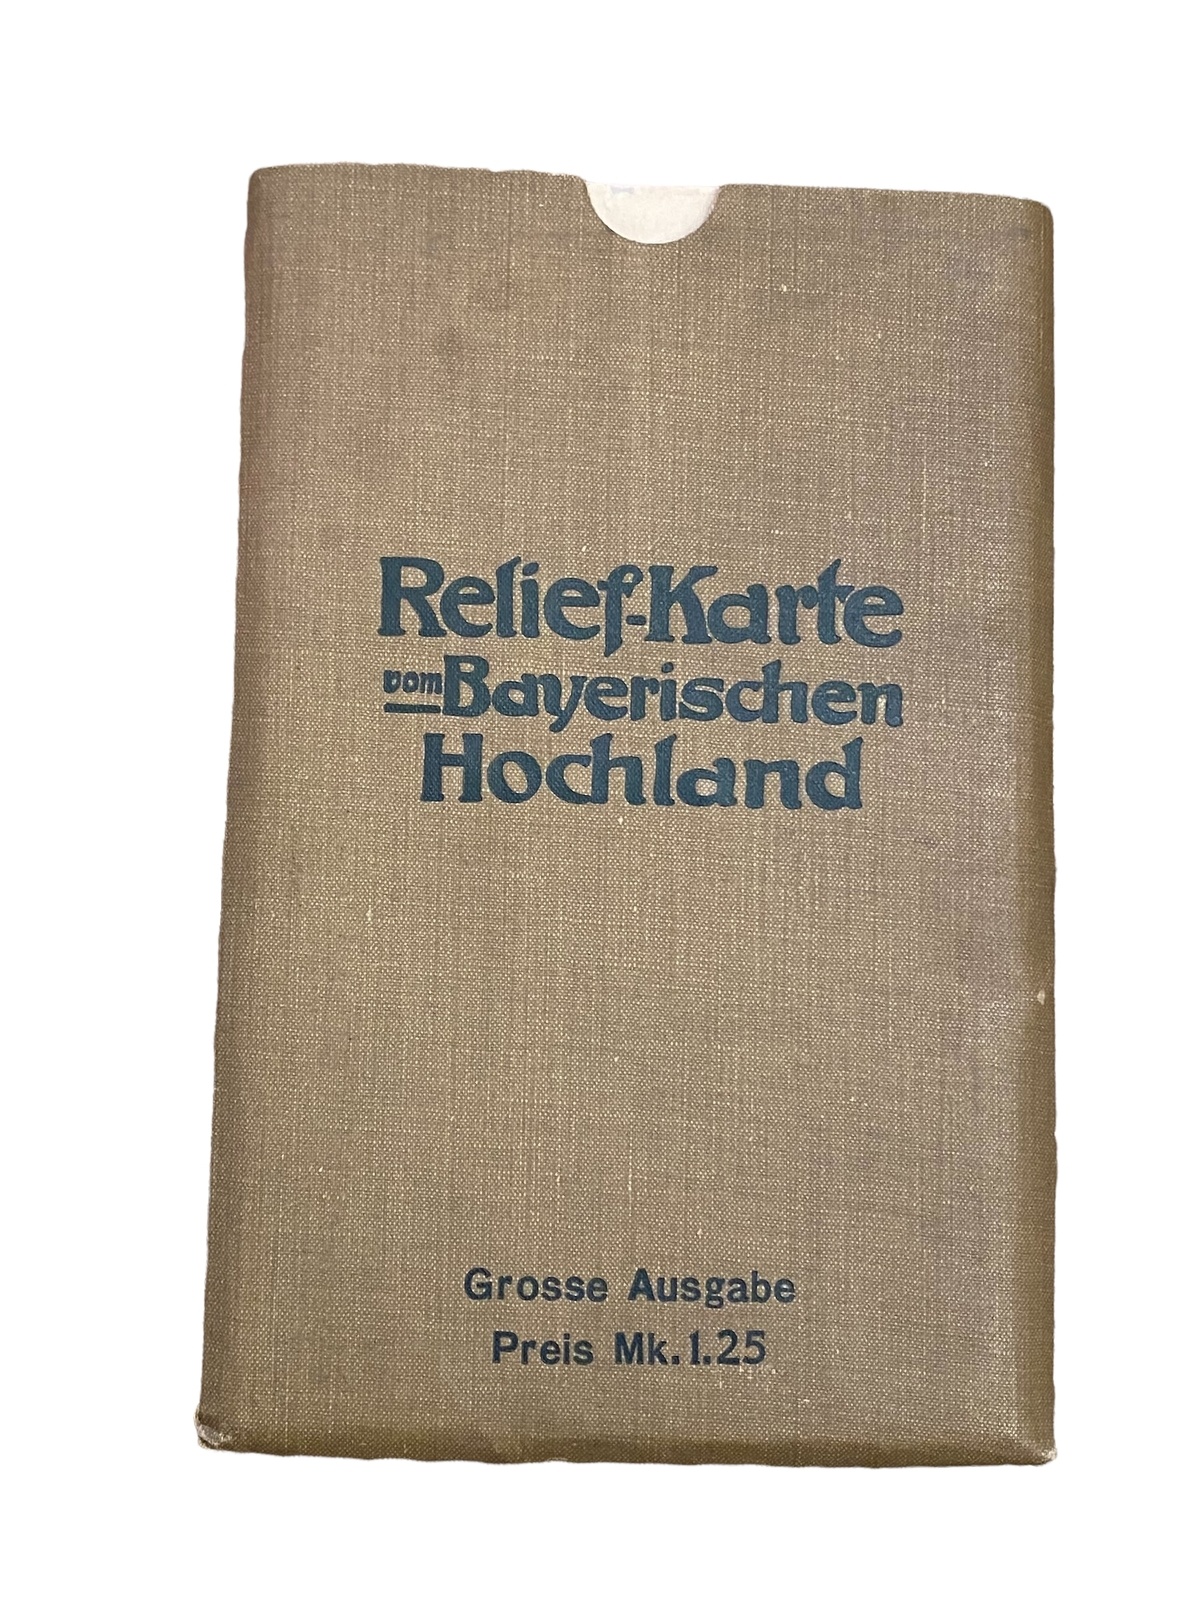 Relief-Karte
vom Bayerischen
Hochland
Grosse Ausgabe
Preis Mk. 1.25